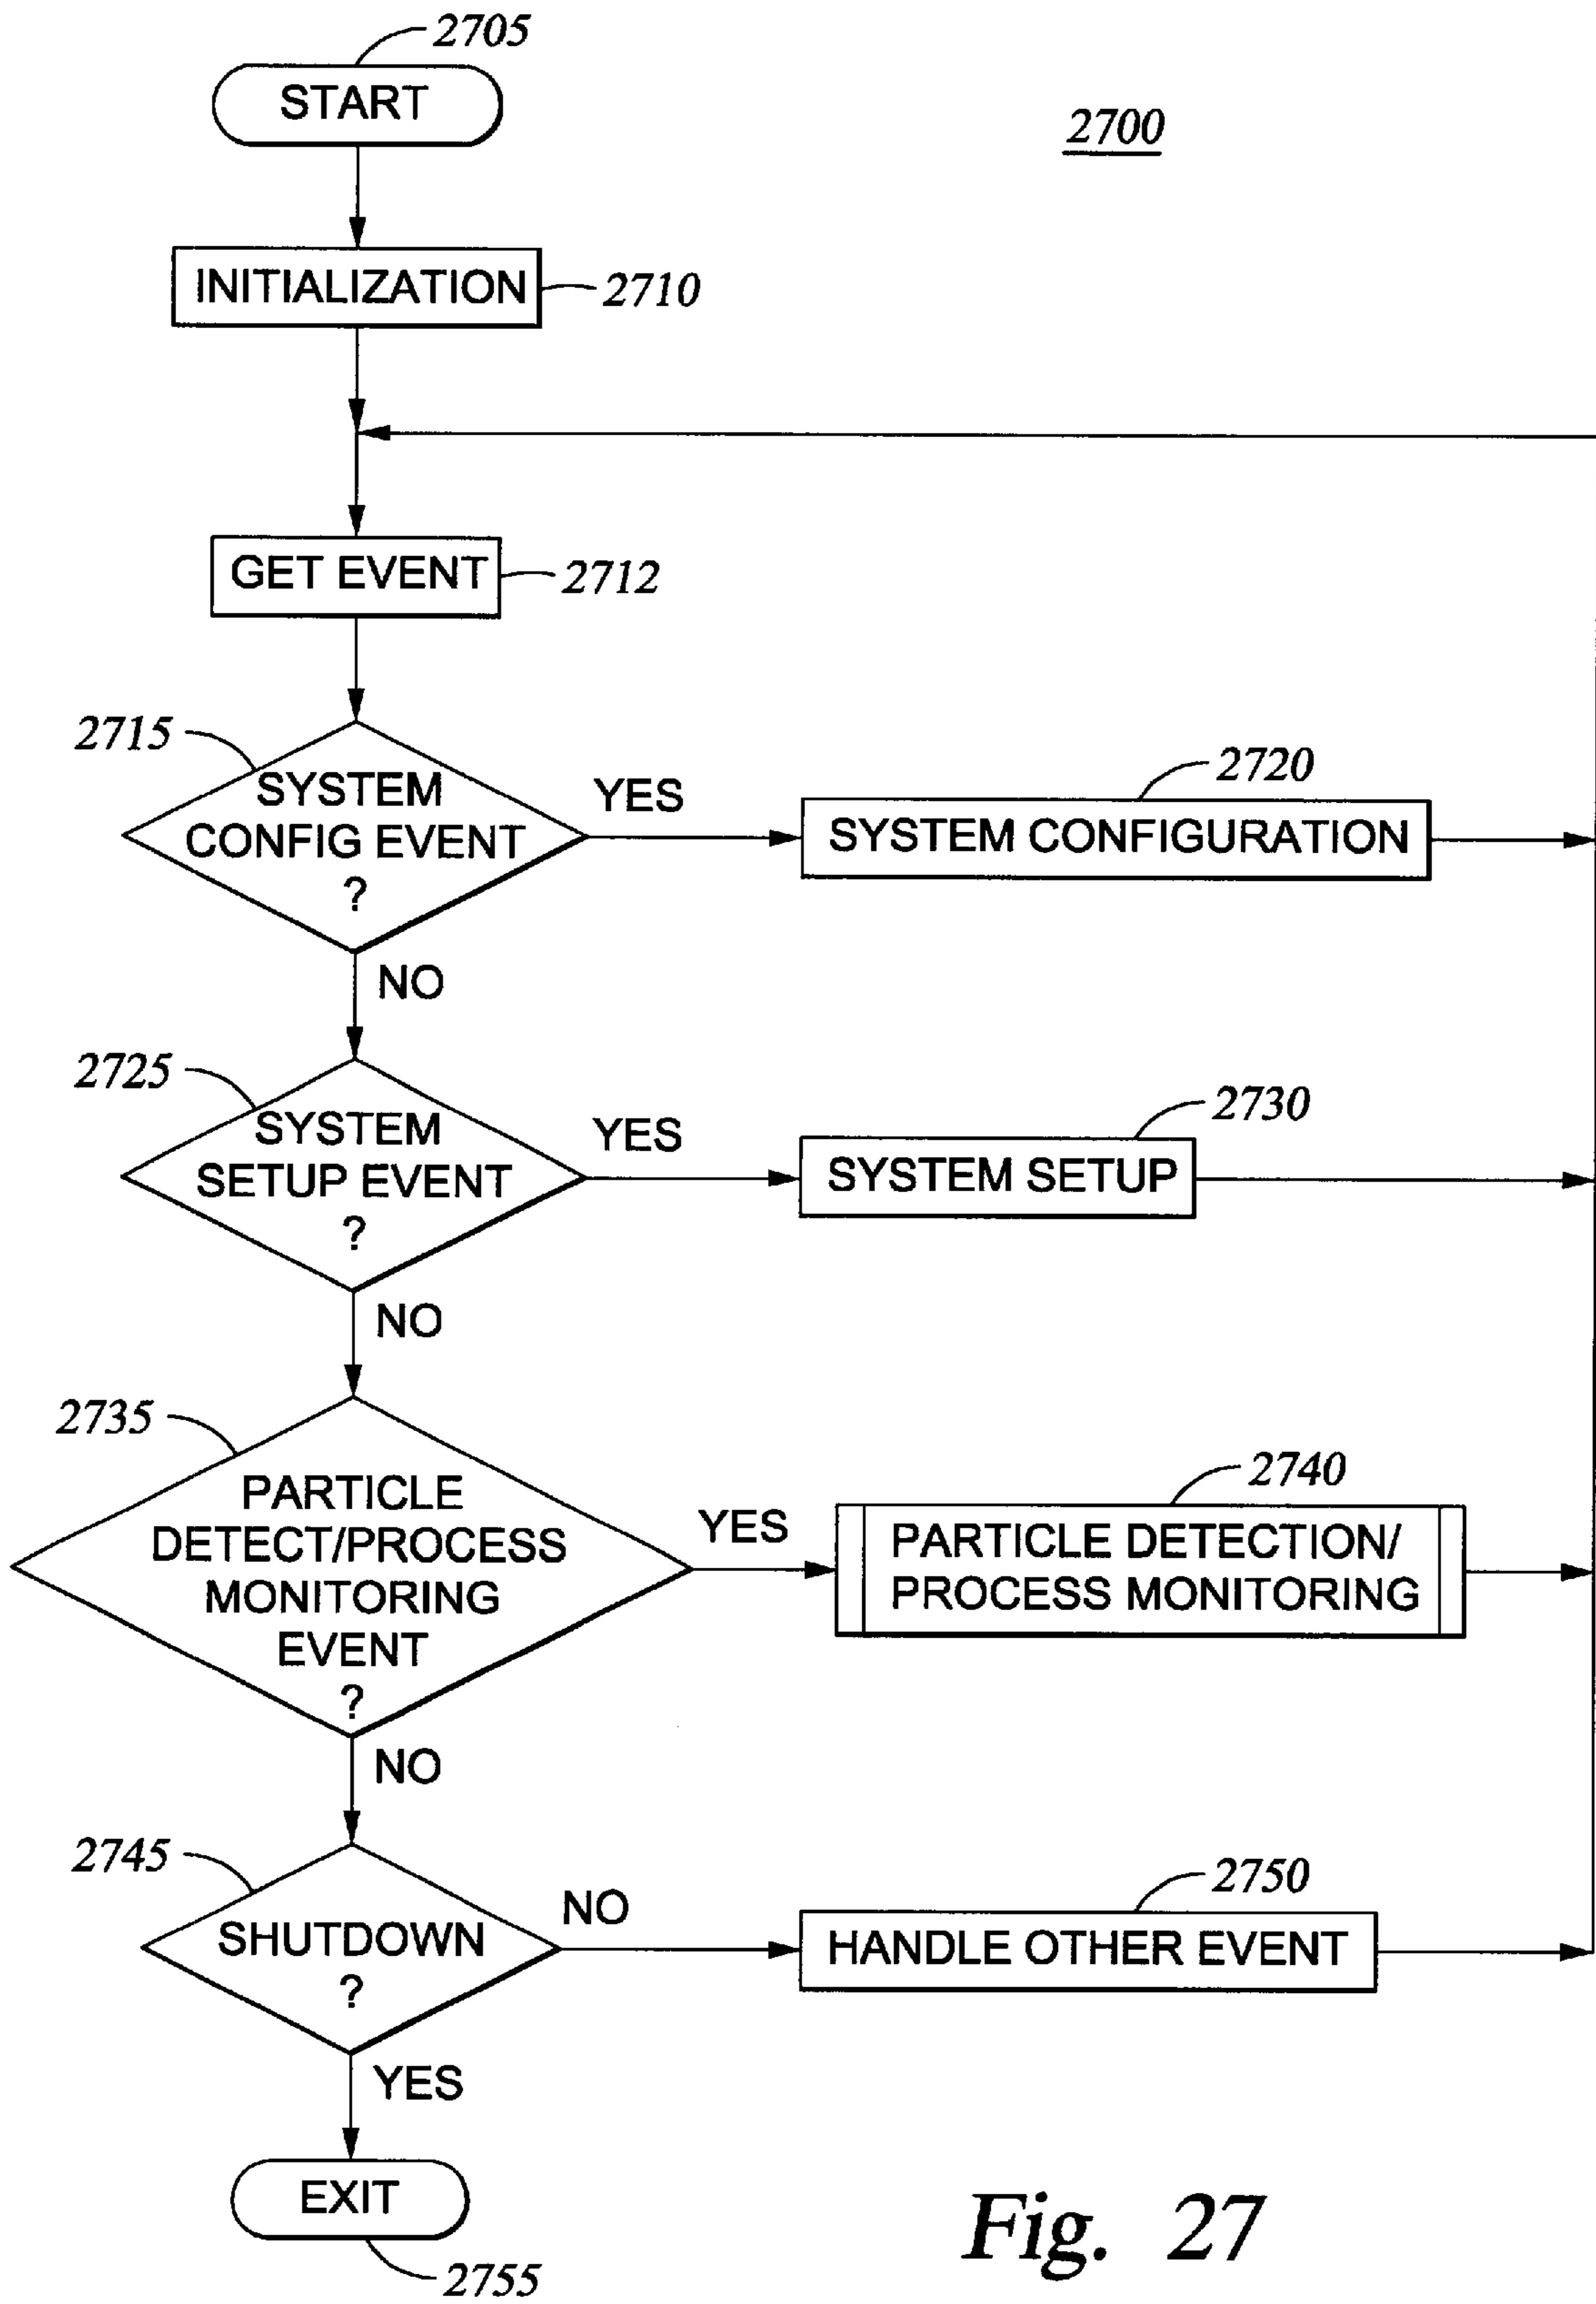 2705
START
2700
INITIALIZATION
2710
GET EVENT
2712
2715
SYSTEM
CONFIG EVENT
?
YES
2720
SYSTEM CONFIGURATION
NO
2725
SYSTEM
SETUP EVENT
?
YES
2730
SYSTEM SETUP
NO
2735
PARTICLE
DETECT/PROCESS
MONITORING
EVENT
?
YES
2740
PARTICLE DETECTION/
PROCESS MONITORING
NO
2745
SHUTDOWN
?
NO
2750
HANDLE OTHER EVENT
YES
EXIT
2755
Fig. 27